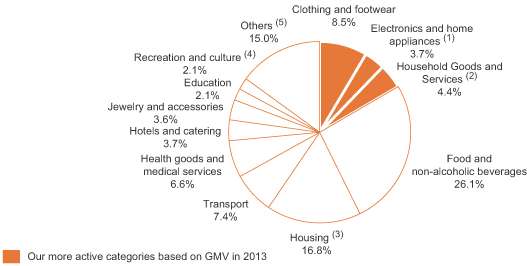 Clothing and footwear
8.5%
Electronics and home
appliances (1)
3.7%
Household Goods and
Services (2)
4.4%
Food and
non-alcoholic beverages
26.1%
Housing (3)
16.8%
Transport
7.4%
Health goods and
medical services
6.6%
Hotels and catering
3.7%
Jewelry and accessories
3.6%
Education
2.1%
Recreation and culture (4)
2.1%
Others (5)
15.0%
Our more active categories based on GMV in 2013